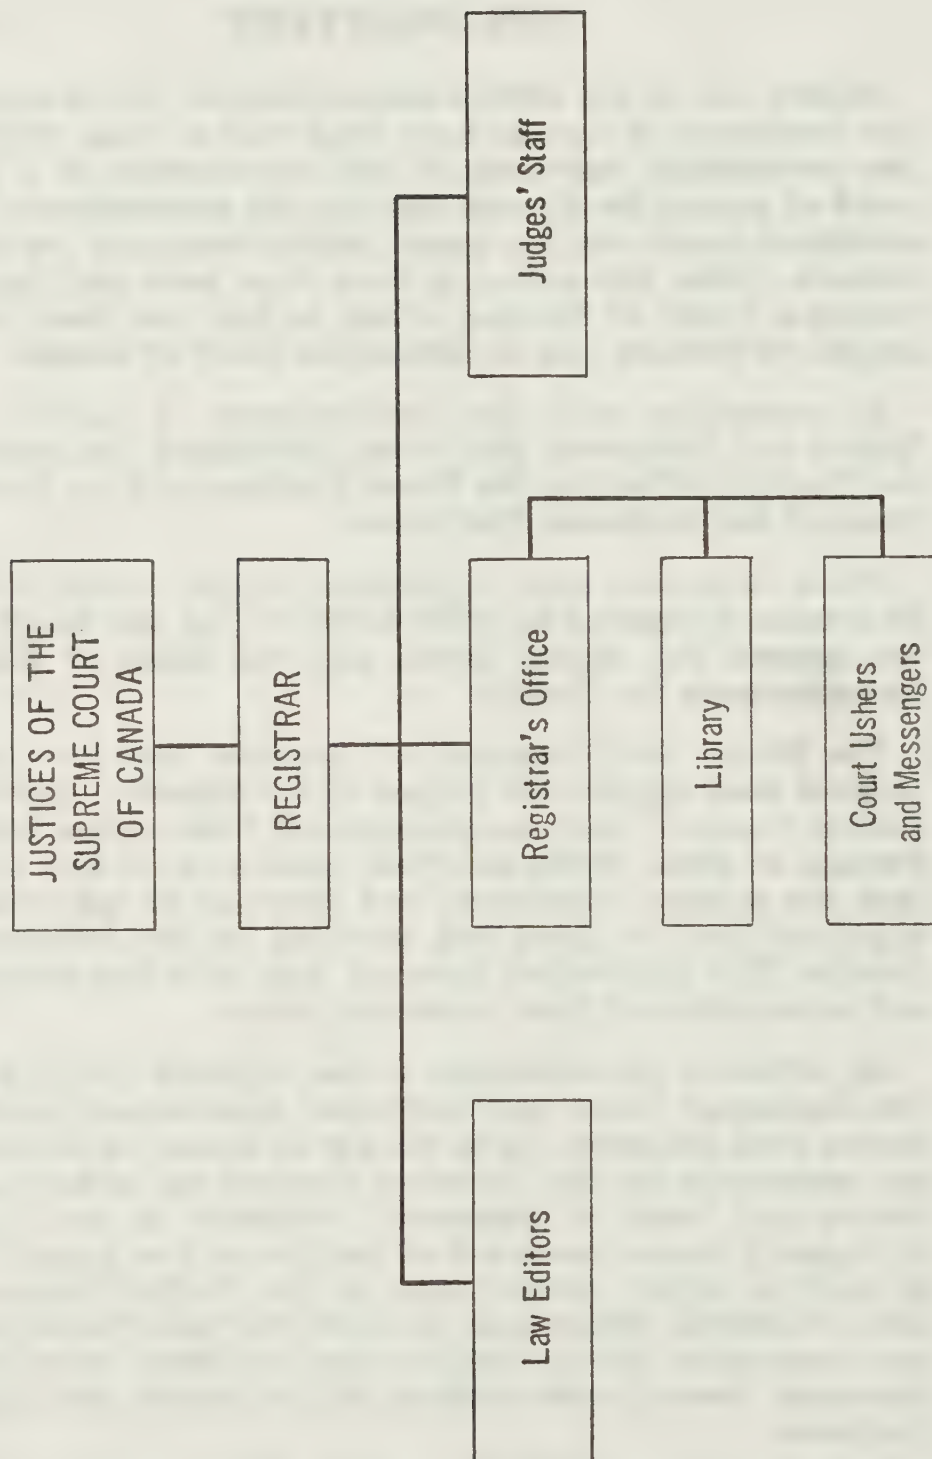 JUSTICES OF THE
SUPREME COURT
OF CANADA
REGISTRAR
Law Editors
Registrar's Office
Judges' Staff
Library
Court Ushers
and Messengers